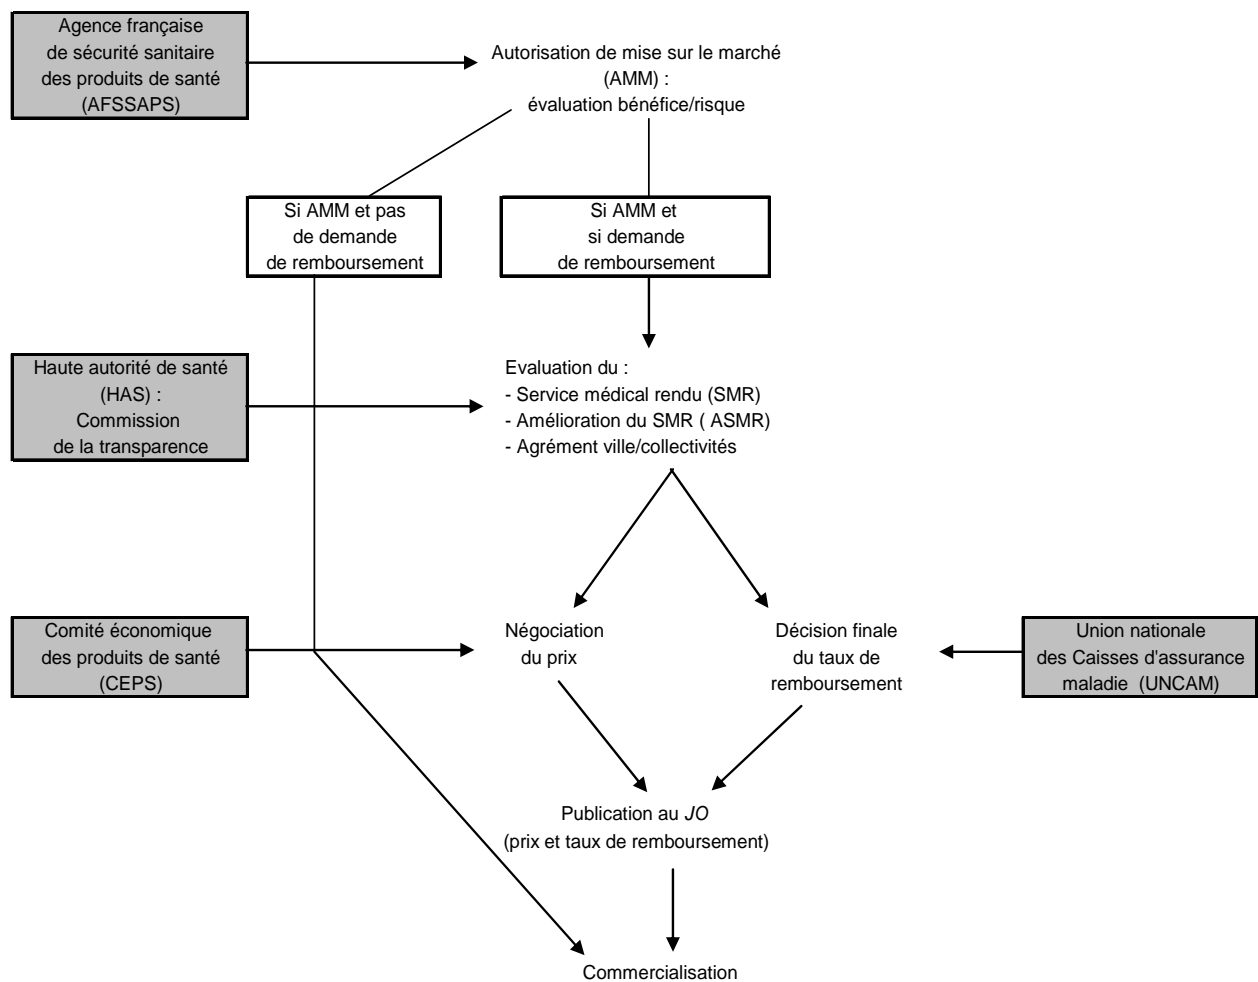 Agence française
de sécurité sanitaire
des produits de santé
(AFSSAPS)
Autorisation de mise sur le marché
(AMM) :
évaluation bénéfice/risque
Si AMM et pas
de demande
de remboursement
Si AMM et
si demande
de remboursement
Haute autorité de santé
(HAS) :
Commission
de la transparence
Evaluation du :
- Service médical rendu (SMR)
- Amélioration du SMR ( ASMR)
- Agrément ville/collectivités
Comité économique
des produits de santé
(CEPS)
Négociation
du prix
Décision finale
du taux de
remboursement
Union nationale
des Caisses d'assurance
maladie (UNCAM)
Publication au JO
(prix et taux de remboursement)
Commercialisation